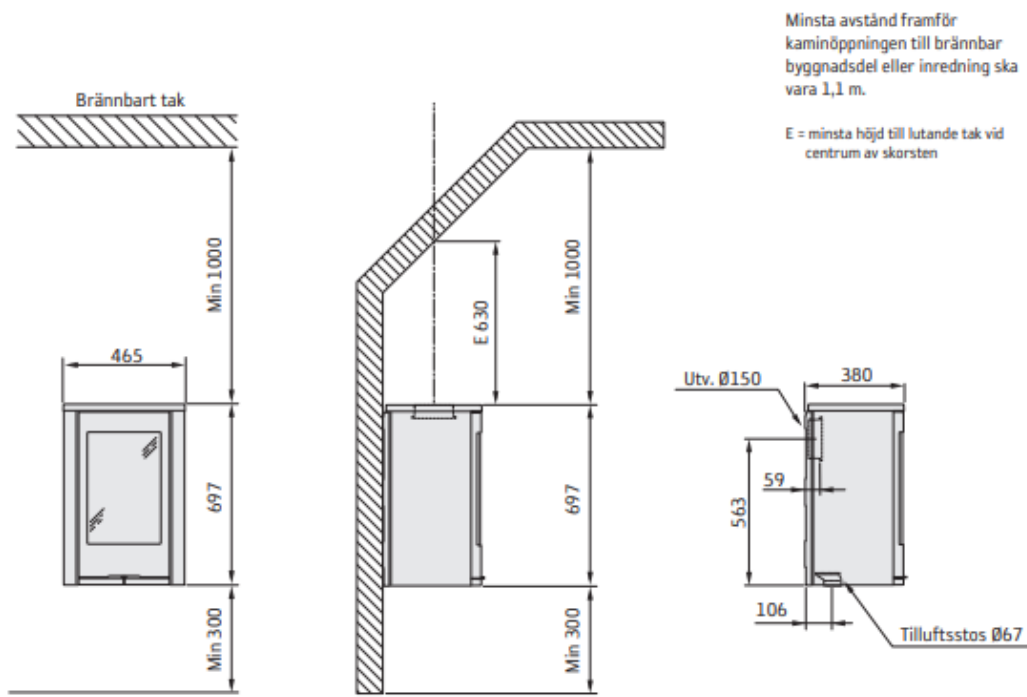 Minsta avstånd framför
kaminöppningen till brännbar
byggnadsdel eller inredning ska
vara 1,1 m.
E = minsta höjd till lutande tak vid
centrum av skorsten
Brännbart tak
Min 1000
465
697
Min 300
E 630
Min 1000
697
Min 300
Utv. Ø150
380
59
563
106
Tilluftsstos Ø67